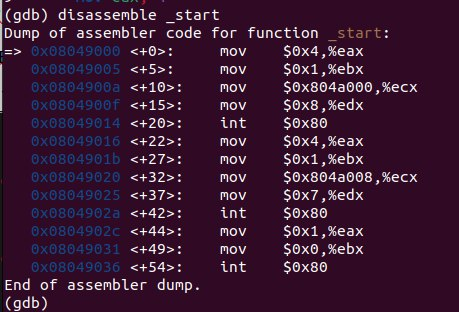 (gdb) disassemble _start
Dump of assembler code for function _start:
=> 0x08049000 <+0>:     mov    $0x4,%eax
   0x08049005 <+5>:     mov    $0x1,%ebx
   0x0804900a <+10>:    mov    $0x804a000,%ecx
   0x0804900f <+15>:    mov    $0x8,%edx
   0x08049014 <+20>:    int    $0x80
   0x08049016 <+22>:    mov    $0x4,%eax
   0x0804901b <+27>:    mov    $0x1,%ebx
   0x08049020 <+32>:    mov    $0x804a008,%ecx
   0x08049025 <+37>:    mov    $0x7,%edx
   0x0804902a <+42>:    int    $0x80
   0x0804902c <+44>:    mov    $0x1,%eax
   0x08049031 <+49>:    mov    $0x0,%ebx
   0x08049036 <+54>:    int    $0x80
End of assembler dump.
(gdb)